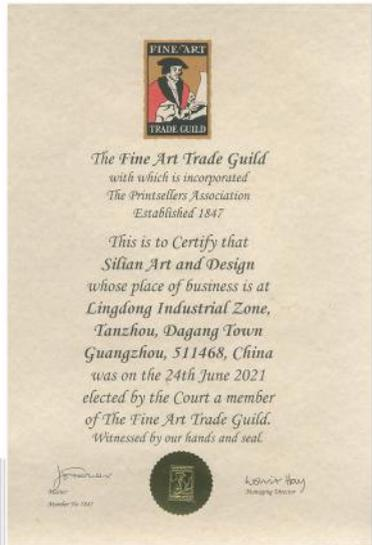 FINE ART
TRADE GUILD
The Fine Art Trade Guild
with which is incorporated
The Printsellers Association
Established 1847
This is to Certify that
Silian Art and Design
whose place of business is at
Lingdong Industrial Zone,
Tanzhou, Dagang Town
Guangzhou, 511468, China
was on the 24th June 2021
elected by the Court a member
of The Fine Art Trade Guild.
Witnessed by our hands and seal.
Master
Managing Director